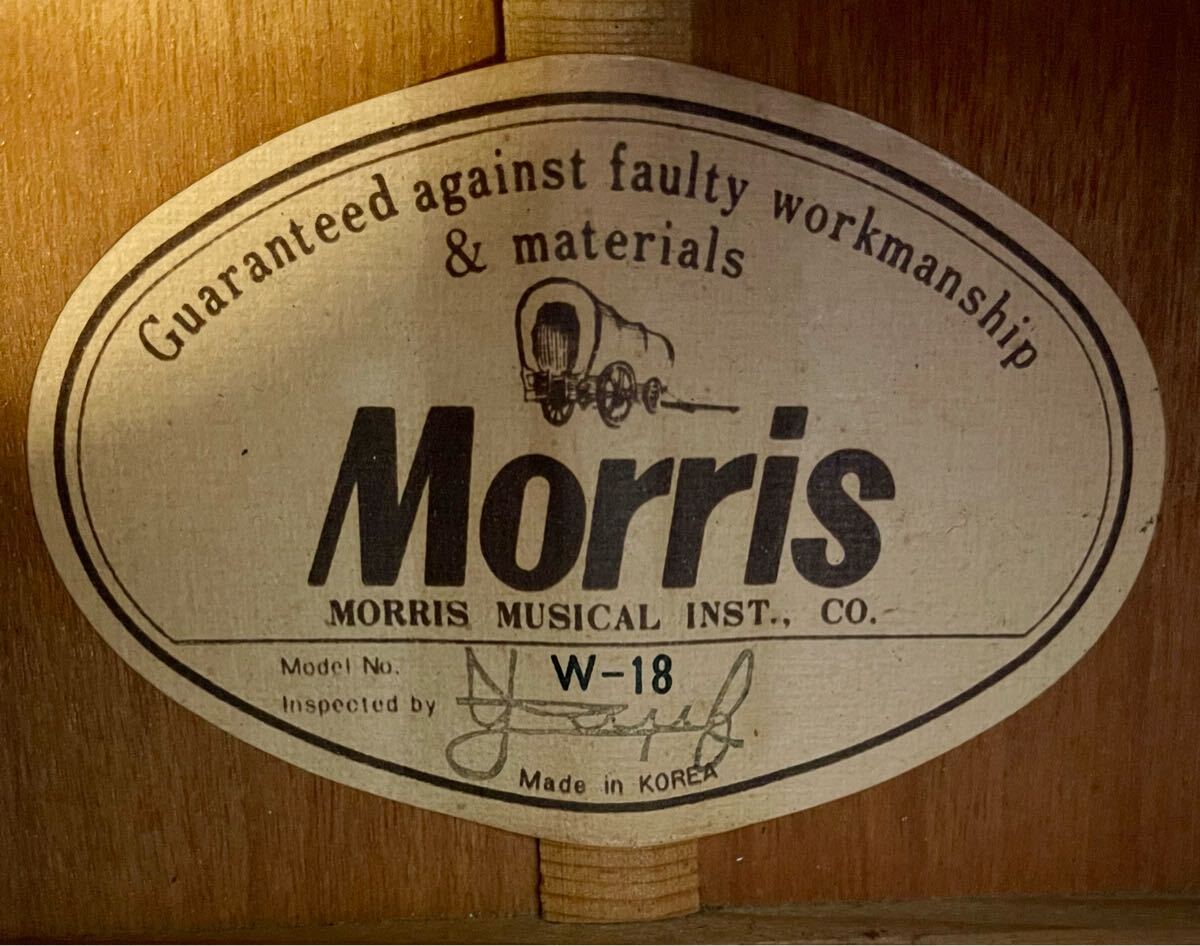 Guaranteed against faulty workmanship
& materials
Morris
MORRIS MUSICAL INST., CO.
Model No. W-18
Inspected by
Made in KOREA